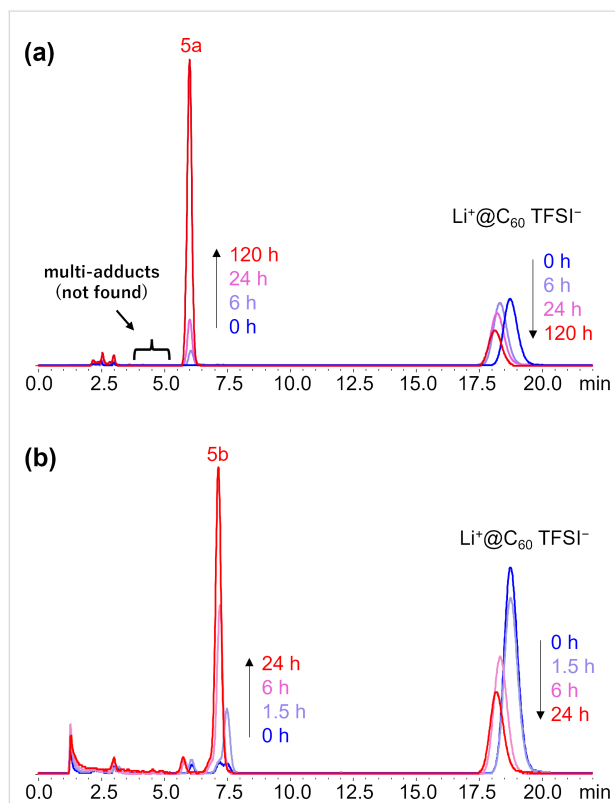 (a)
5a
Li⁺@C₆₀ TFSI⁻
120 h
24 h
6 h
0 h
0 h
6 h
24 h
120 h
multi-adducts
(not found)
0.0 2.5 5.0 7.5 10.0 12.5 15.0 17.5 20.0 min
(b)
5b
Li⁺@C₆₀ TFSI⁻
24 h
6 h
1.5 h
0 h
0 h
1.5 h
6 h
24 h
0.0 2.5 5.0 7.5 10.0 12.5 15.0 17.5 20.0 min